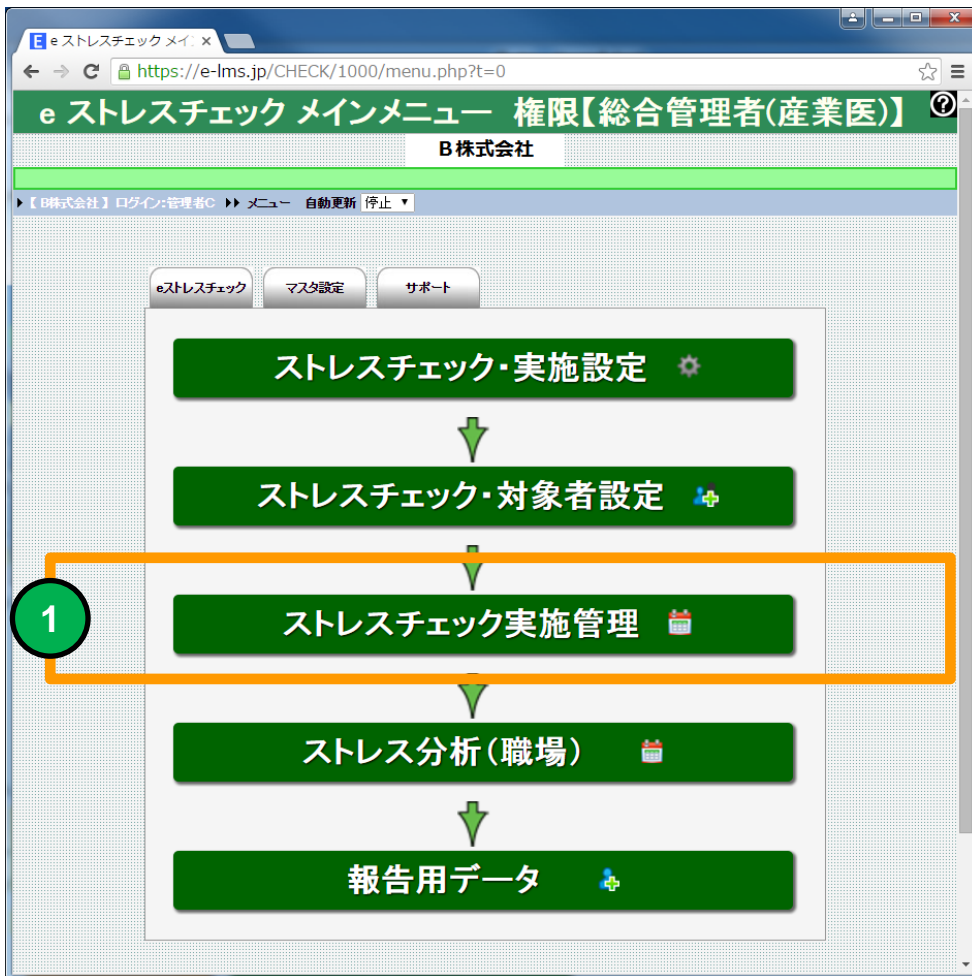 e ストレスチェック メイン
https://e-lms.jp/CHECK/1000/menu.php?t=0
e ストレスチェック メインメニュー 権限【総合管理者(産業医)】
B株式会社
【 B株式会社 】 ログイン:管理者C メニュー 自動更新 停止
eストレスチェック マスタ設定 サポート
ストレスチェック・実施設定
ストレスチェック・対象者設定
1
ストレスチェック実施管理
ストレス分析(職場)
報告用データ